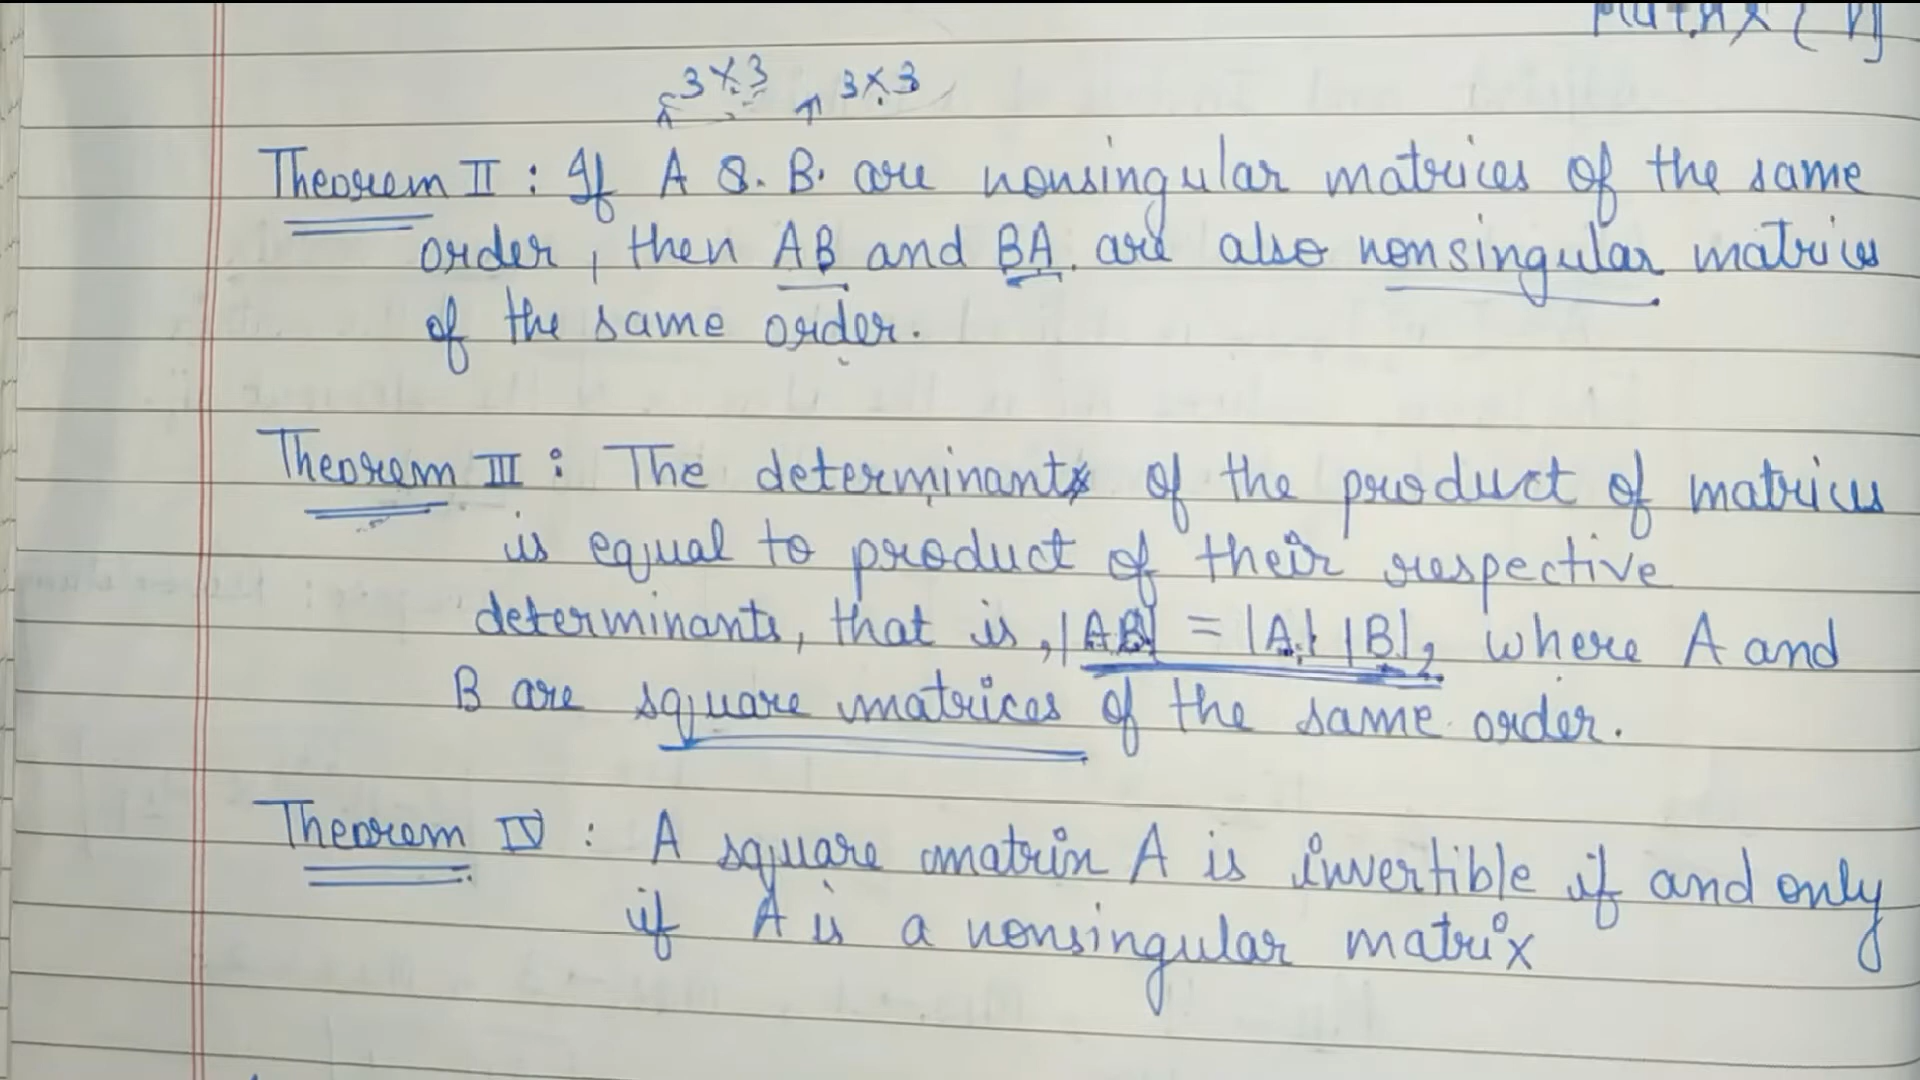 3×3 3×3
Theorem II : If A & B are nonsingular matrices of the same
order, then AB and BA are also nonsingular matrices
of the same order.
Theorem III : The determinant of the product of matrices
is equal to product of their respective
determinants, that is, |AB| = |A| |B|, where A and
B are square matrices of the same order.
Theorem IV : A square matrix A is invertible if and only
if A is a nonsingular matrix